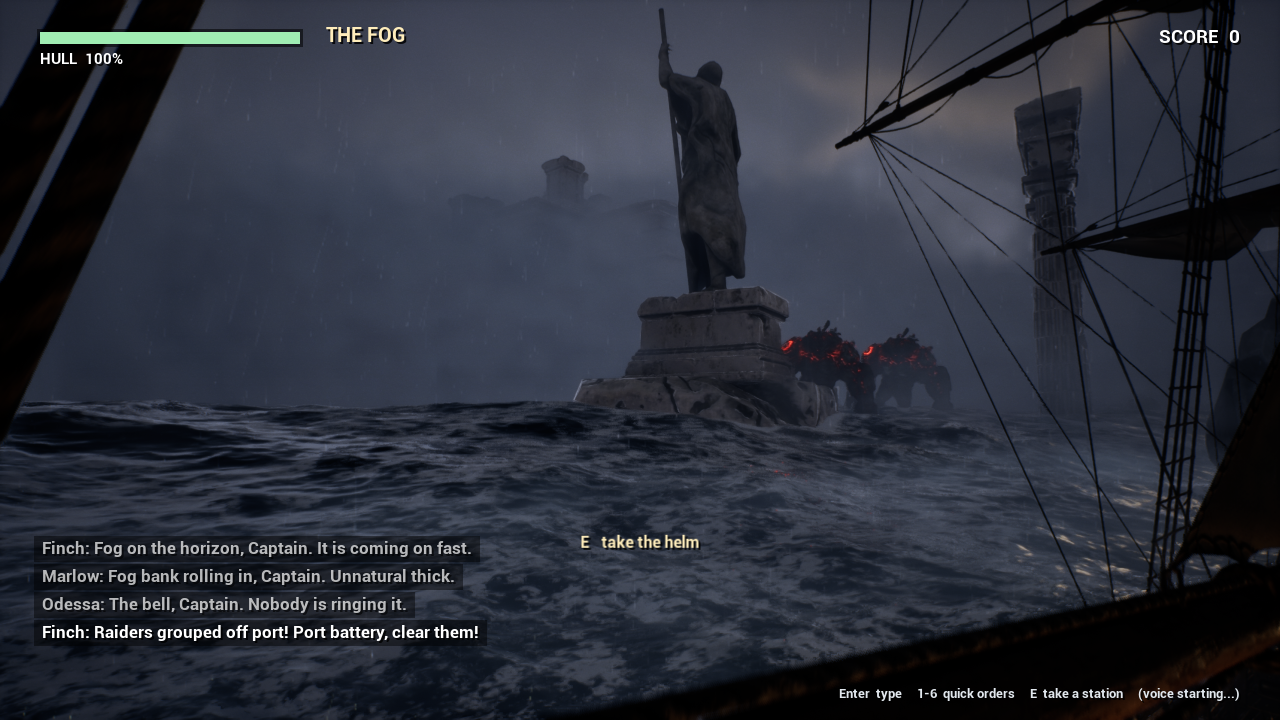 THE FOG
SCORE 0
HULL 100%
E take the helm
Finch: Fog on the horizon, Captain. It is coming on fast.
Marlow: Fog bank rolling in, Captain. Unnatural thick.
Odessa: The bell, Captain. Nobody is ringing it.
Finch: Raiders grouped off port! Port battery, clear them!
Enter type 1-6 quick orders E take a station (voice starting...)